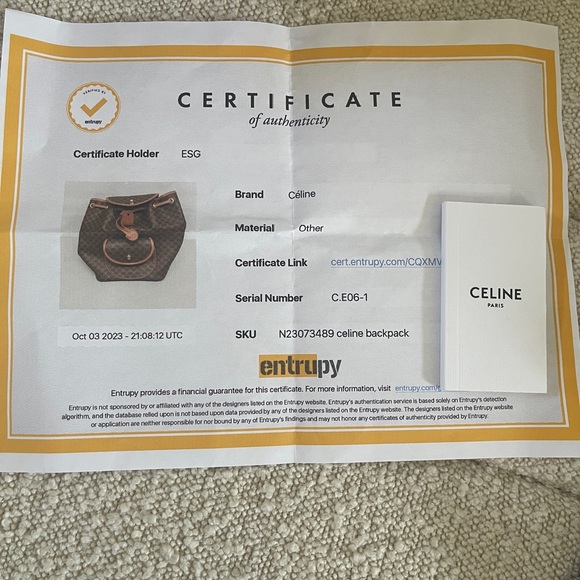 VERIFIED BY
entrupy
CERTIFICATE
of authenticity
Certificate Holder ESG
Brand Céline
Material Other
Certificate Link cert.entrupy.com/CQXMV
Serial Number C.E06-1
Oct 03 2023 - 21:08:12 UTC
SKU N23073489 celine backpack
CELINE
PARIS
entrupy
Entrupy provides a financial guarantee for this certificate. For more information, visit entrupy.com/
Entrupy is not sponsored by or affiliated with any of the designers listed on the Entrupy website. Entrupy's authentication service is based solely on Entrupy's detection
algorithm, and the database relied upon is not based upon data provided by any of the designers listed on the Entrupy website. The designers listed on the Entrupy website
or application are neither responsible for nor bound by any of Entrupy's findings and may not honor any certificates of authenticity provided by Entrupy.